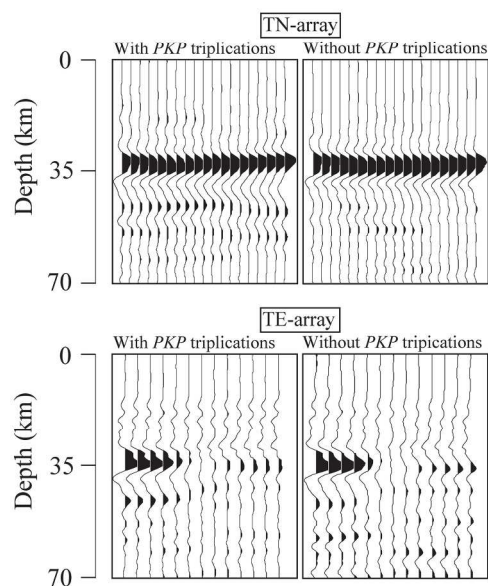 TN-array
With PKP triplications
Without PKP triplications
0
Depth (km)
35
70
TE-array
With PKP triplications
Without PKP tripications
0
Depth (km)
35
70